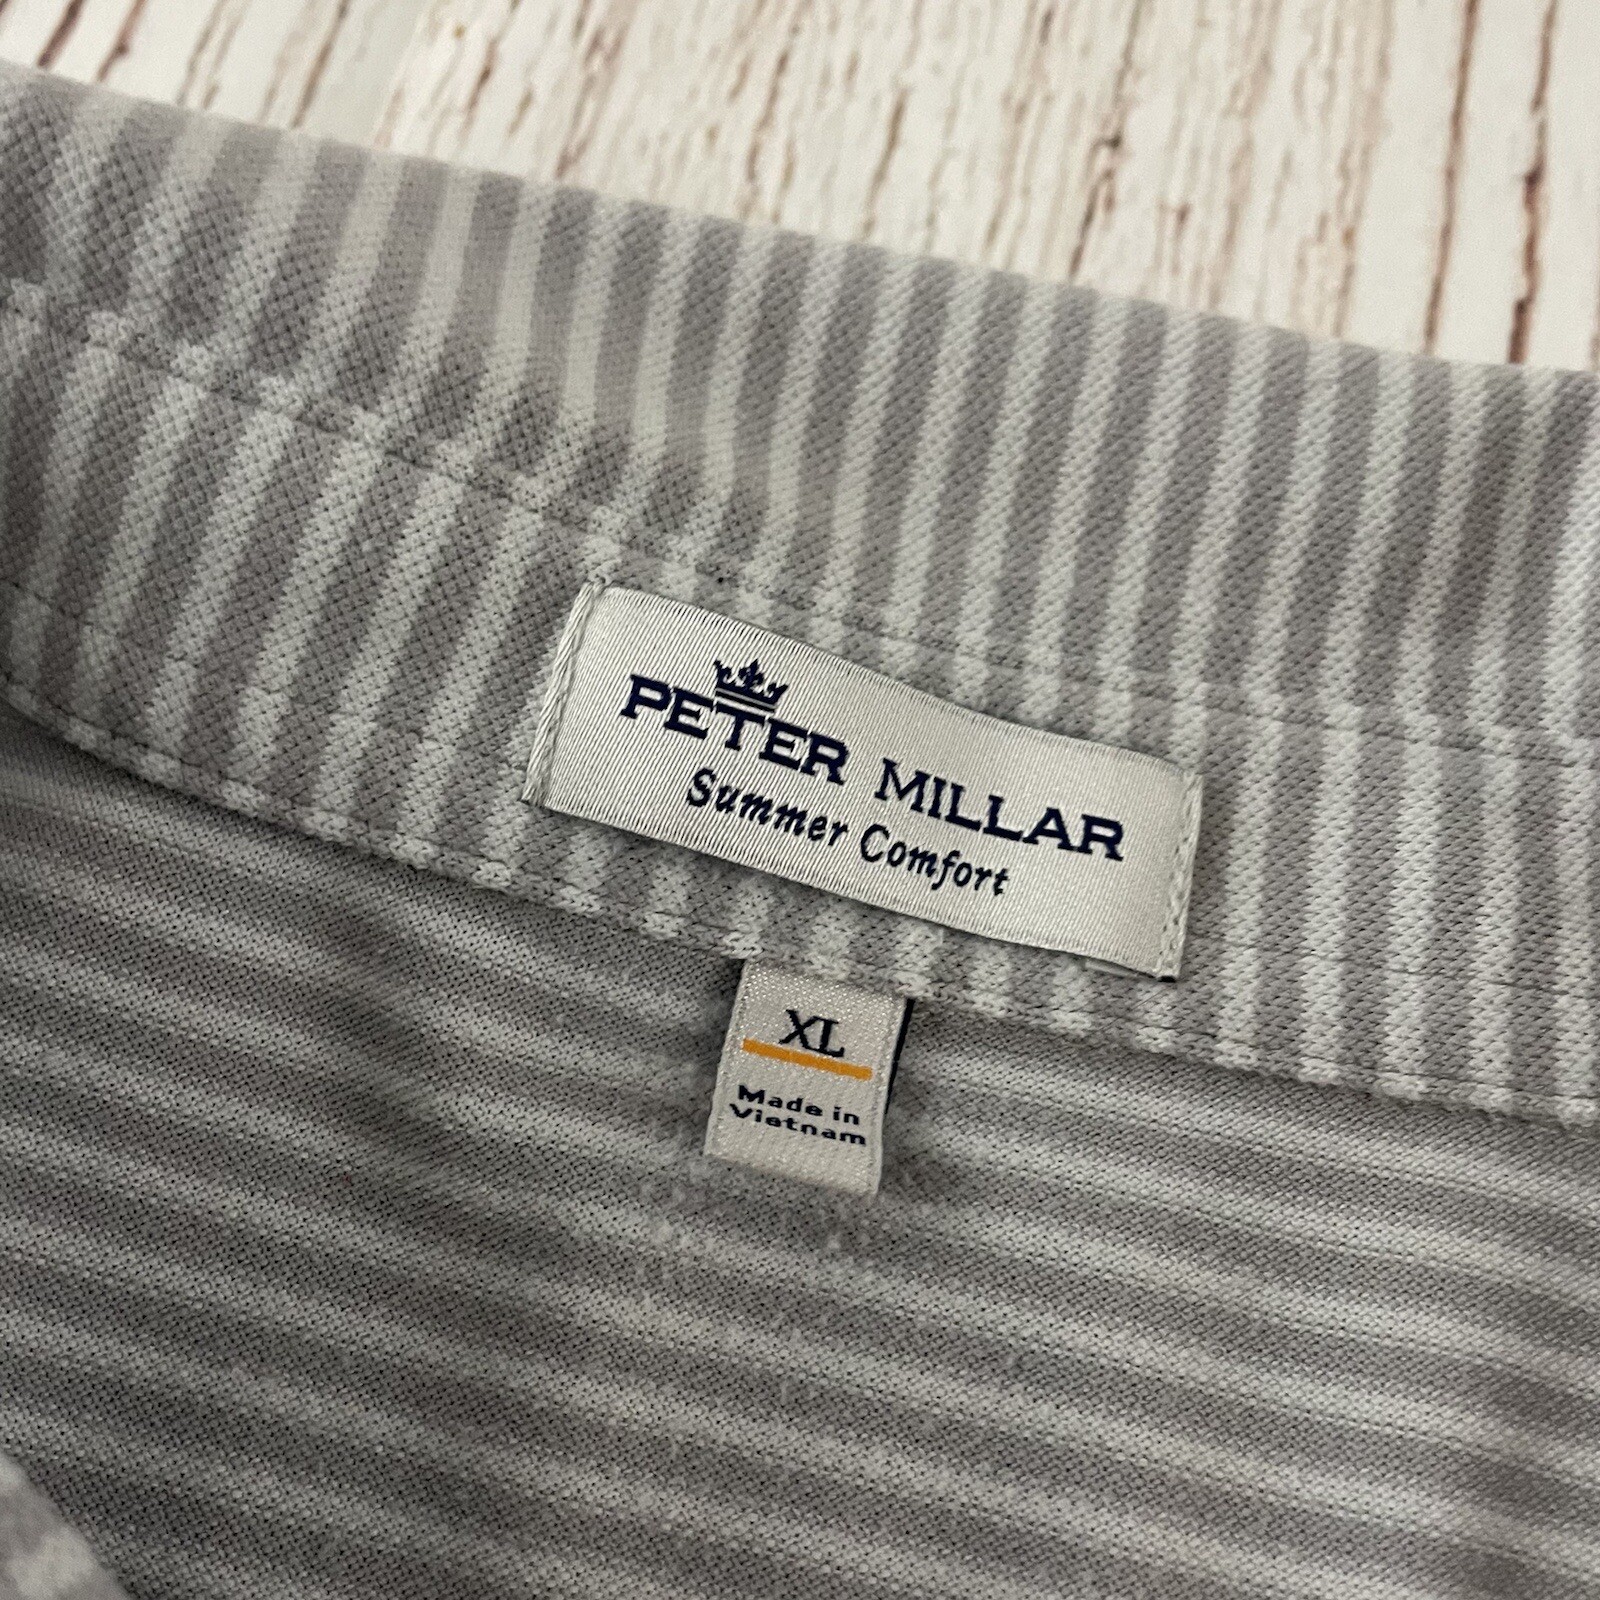 PETER MILLAR
Summer Comfort
XL
Made in
Vietnam